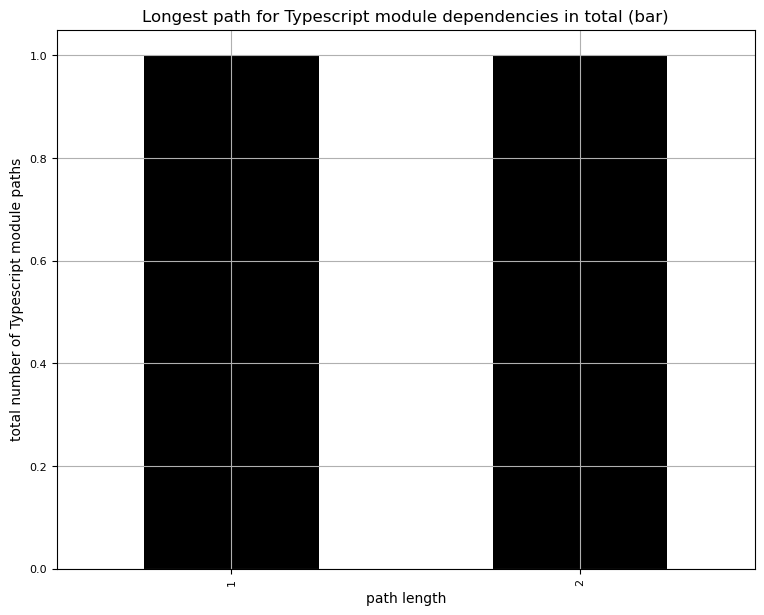 Longest path for Typescript module dependencies in total (bar)
total number of Typescript module paths
1.0
0.8
0.6
0.4
0.2
0.0
1
2
path length